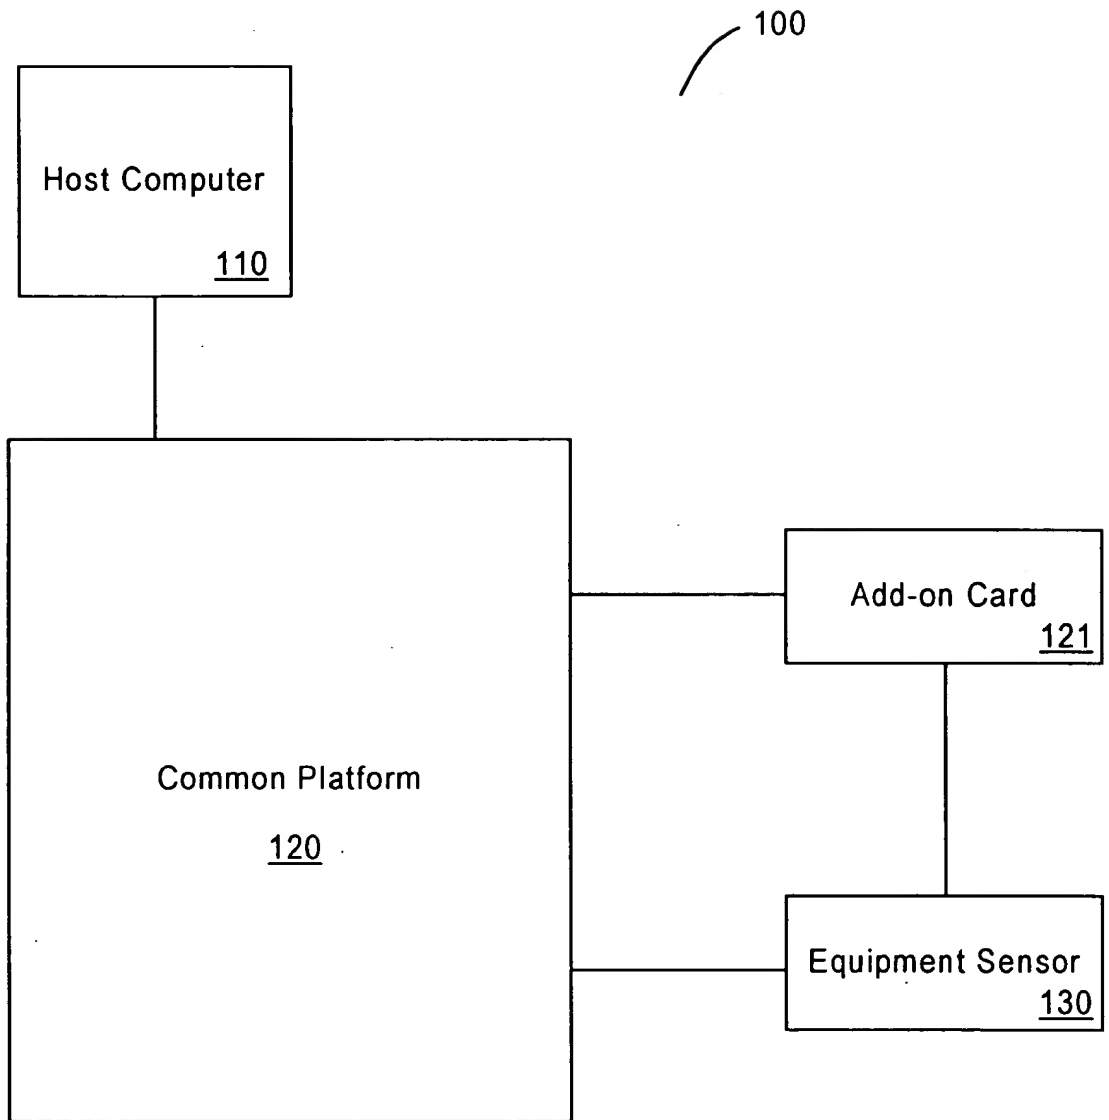 100
Host Computer
110
Add-on Card
121
Common Platform
120
Equipment Sensor
130